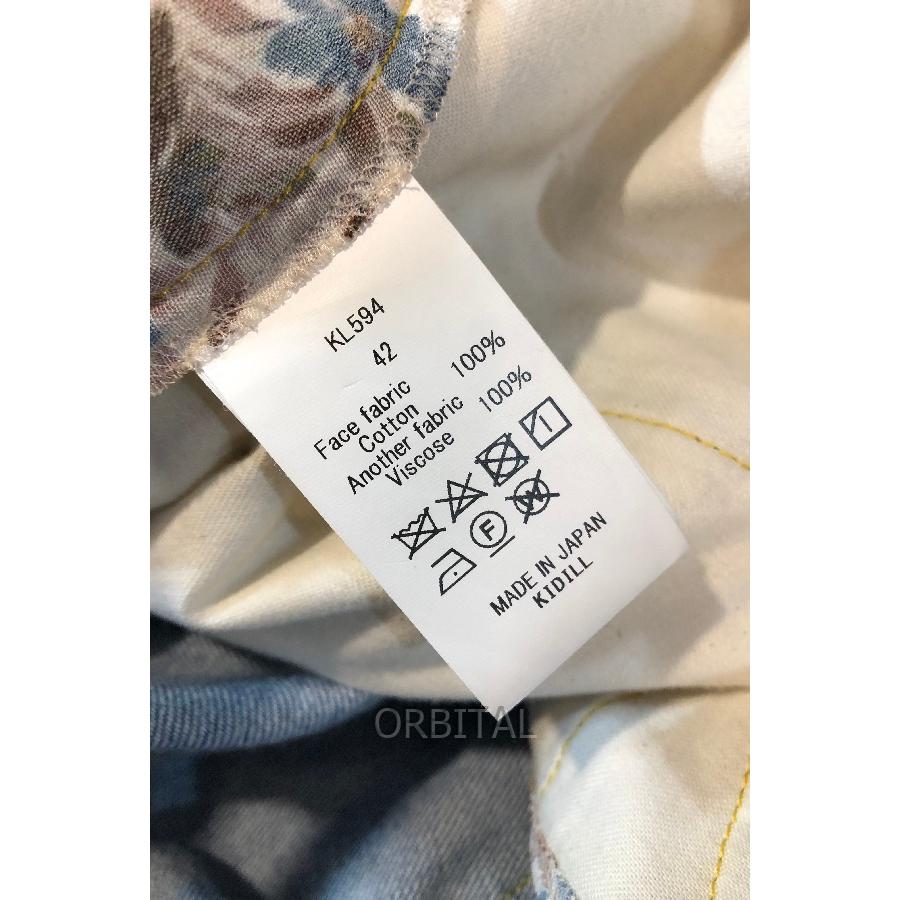 KL594
42
Face fabric
Cotton 100%
Another fabric
Viscose 100%
F
W
MADE IN JAPAN
KIDILL
ORBITAL